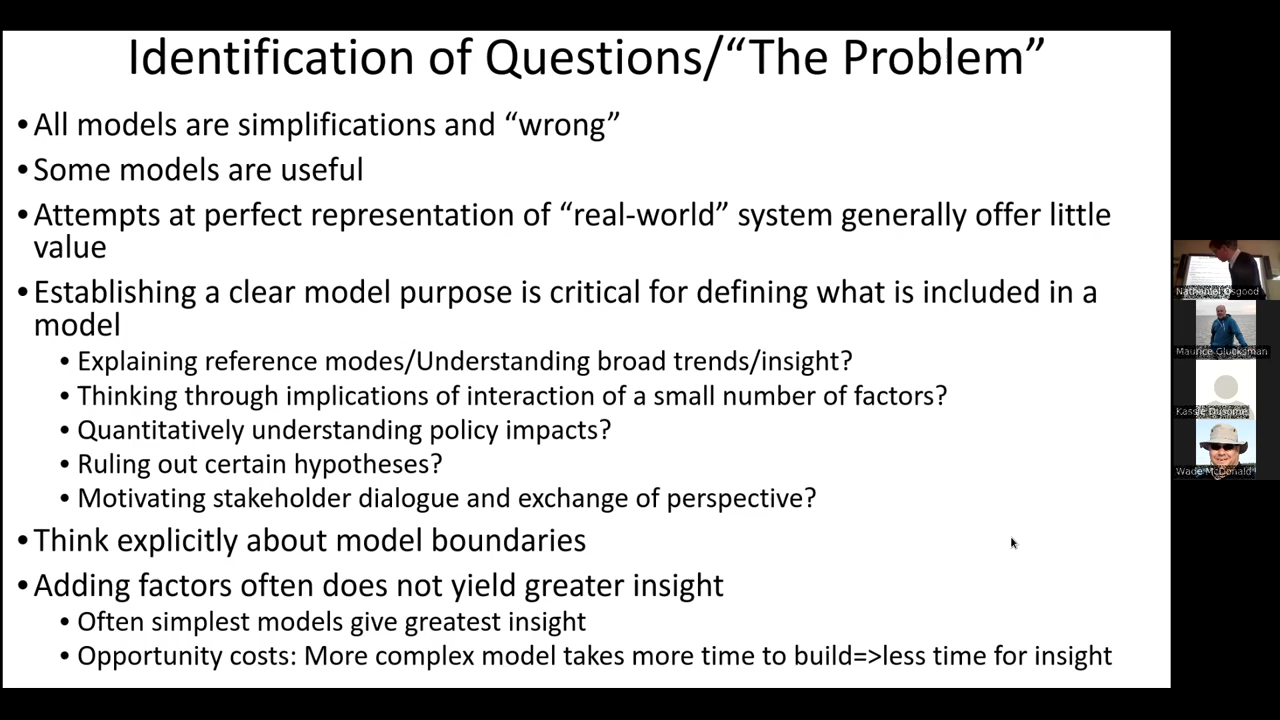 Identification of Questions/“The Problem”
•All models are simplifications and “wrong”
•Some models are useful
•Attempts at perfect representation of “real-world” system generally offer little
value
•Establishing a clear model purpose is critical for defining what is included in a
model
• Explaining reference modes/Understanding broad trends/insight?
• Thinking through implications of interaction of a small number of factors?
• Quantitatively understanding policy impacts?
• Ruling out certain hypotheses?
• Motivating stakeholder dialogue and exchange of perspective?
•Think explicitly about model boundaries
•Adding factors often does not yield greater insight
• Often simplest models give greatest insight
• Opportunity costs: More complex model takes more time to build=>less time for insight
Nathaniel Osgood
Maurice Glucksman
Kassie Dusome
Wade McDonald